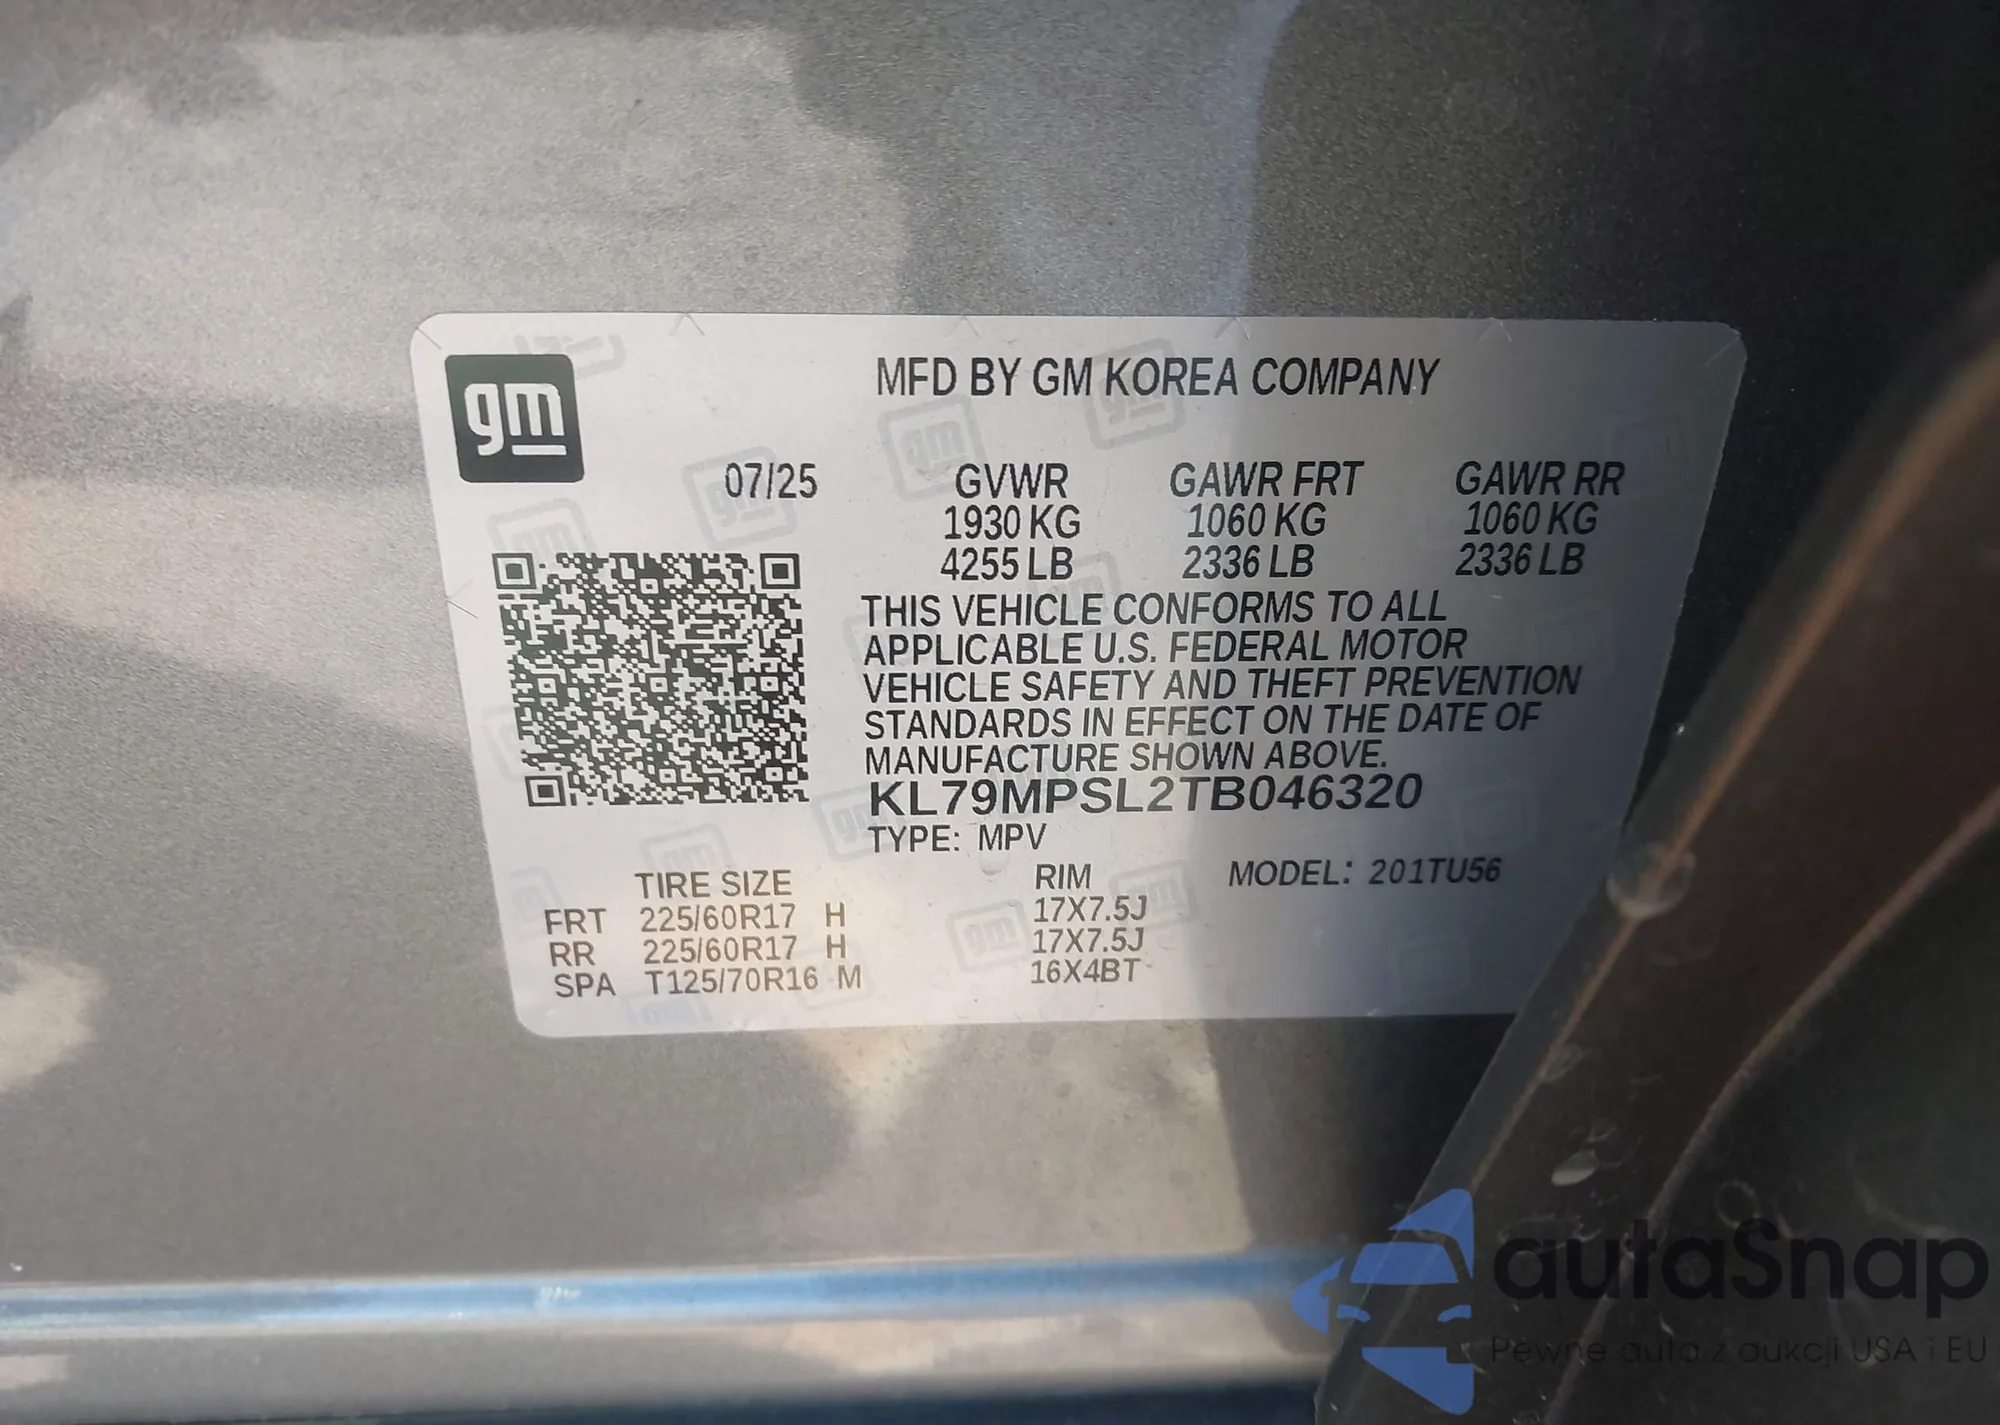 gm
MFD BY GM KOREA COMPANY
07/25 GVWR GAWR FRT GAWR RR
1930 KG 1060 KG 1060 KG
4255 LB 2336 LB 2336 LB
THIS VEHICLE CONFORMS TO ALL
APPLICABLE U.S. FEDERAL MOTOR
VEHICLE SAFETY AND THEFT PREVENTION
STANDARDS IN EFFECT ON THE DATE OF
MANUFACTURE SHOWN ABOVE.
KL79MPSL2TB046320
TYPE: MPV
TIRE SIZE RIM MODEL: 201TU56
FRT 225/60R17 H 17X7.5J
RR 225/60R17 H 17X7.5J
SPA T125/70R16 M 16X4BT
autaSnap
Pewne auta z aukcji USA i EU